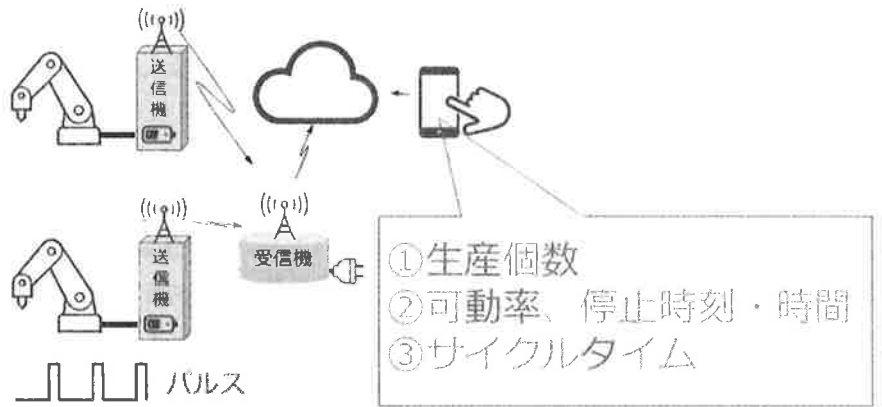 送信機
送信機
受信機
①生産個数
②可動率、停止時刻・時間
③サイクルタイム
パルス